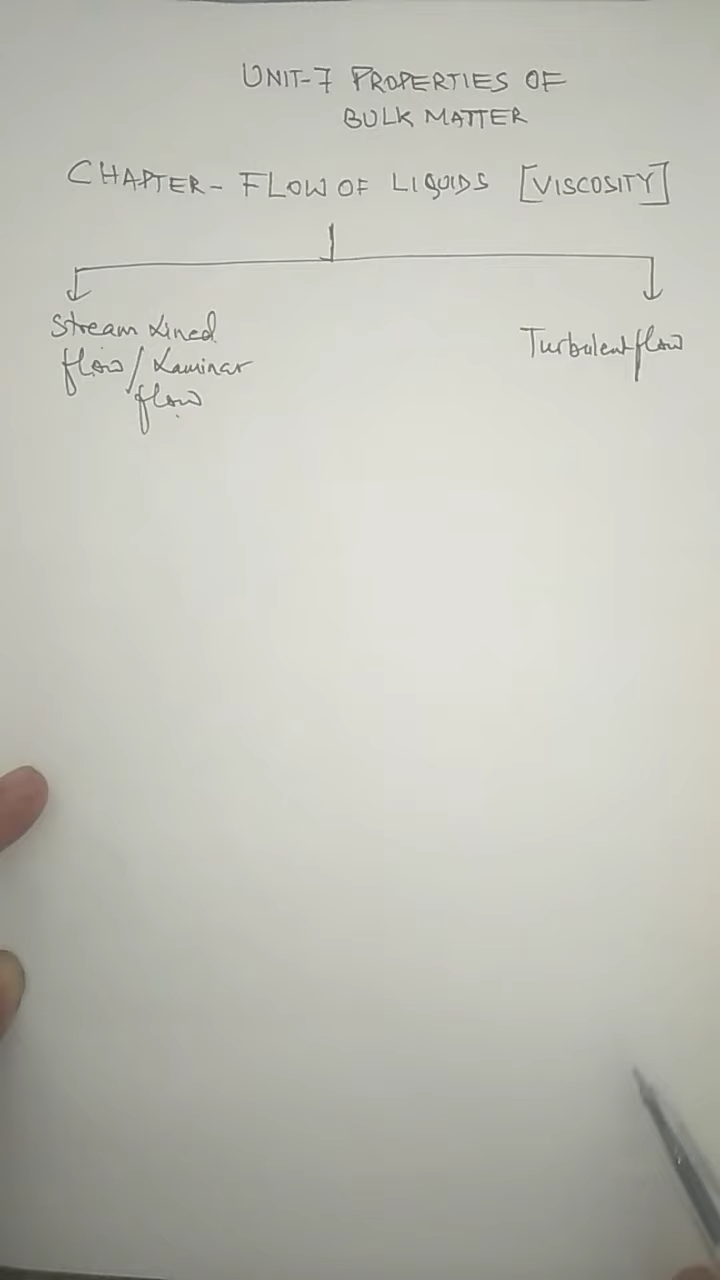 UNIT-7 PROPERTIES OF
BULK MATTER
CHAPTER- FLOW OF LIQUIDS [VISCOSITY]
Stream Lined
flow/Laminar
flow
Turbulent flow